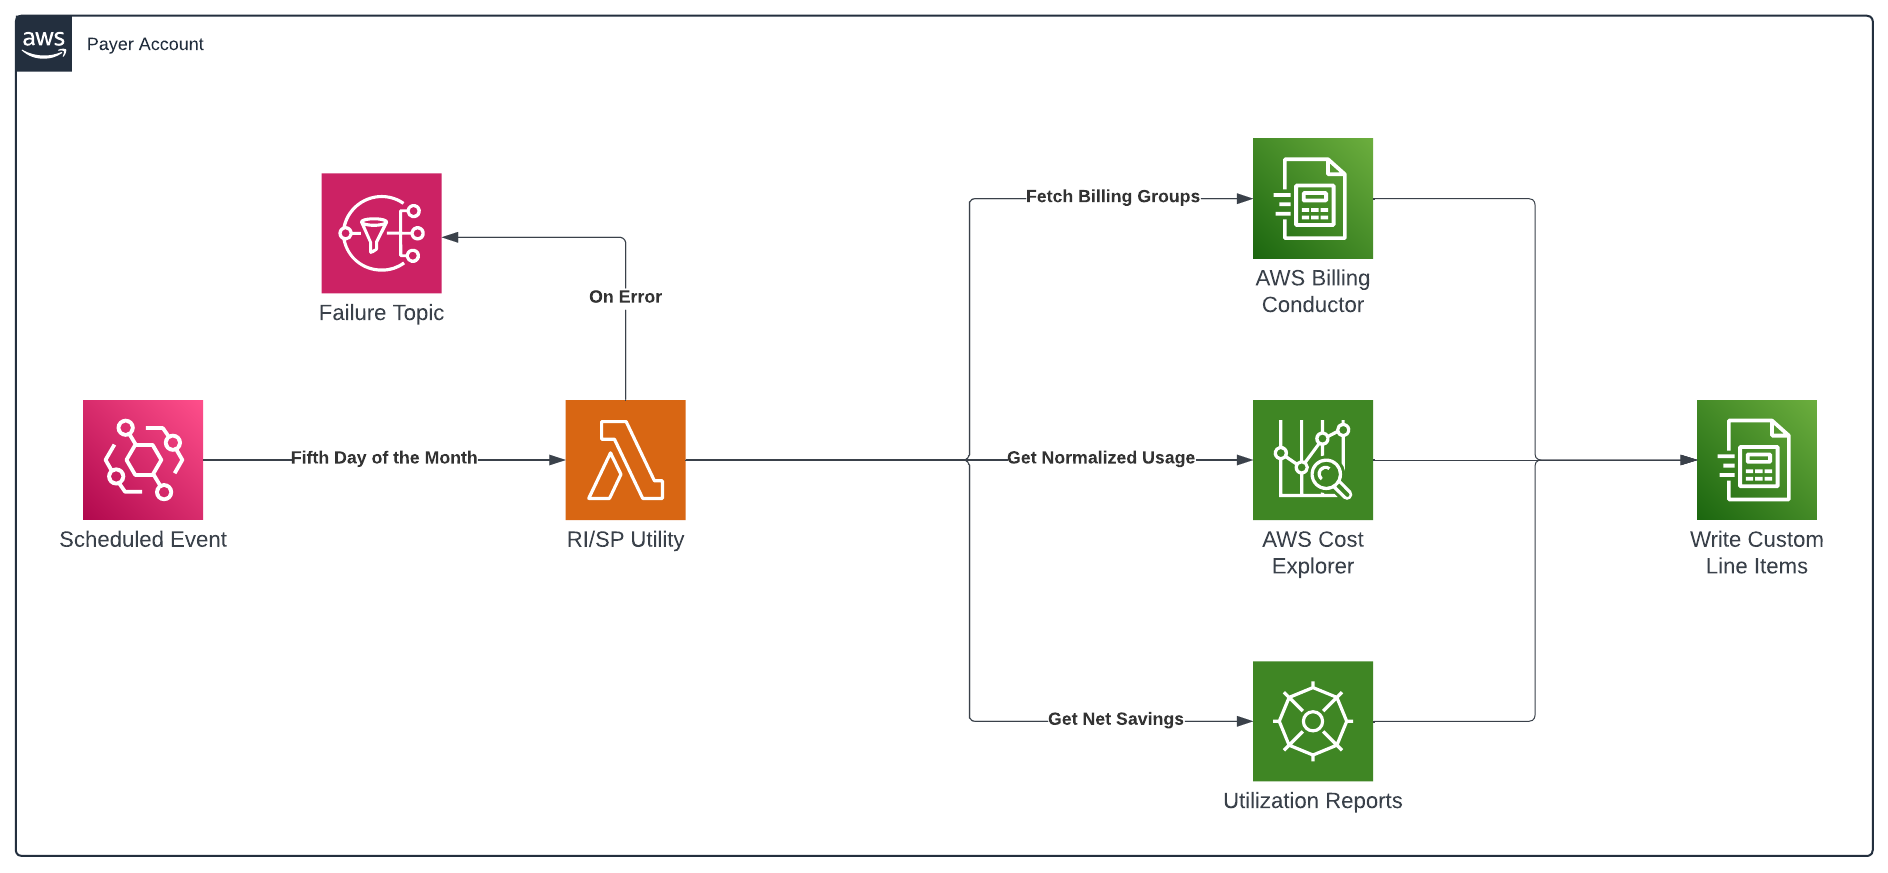 aws
Payer Account
Fetch Billing Groups
AWS Billing
Conductor
On Error
Failure Topic
Fifth Day of the Month
Get Normalized Usage
Scheduled Event
RI/SP Utility
AWS Cost
Explorer
Write Custom
Line Items
Get Net Savings
Utilization Reports